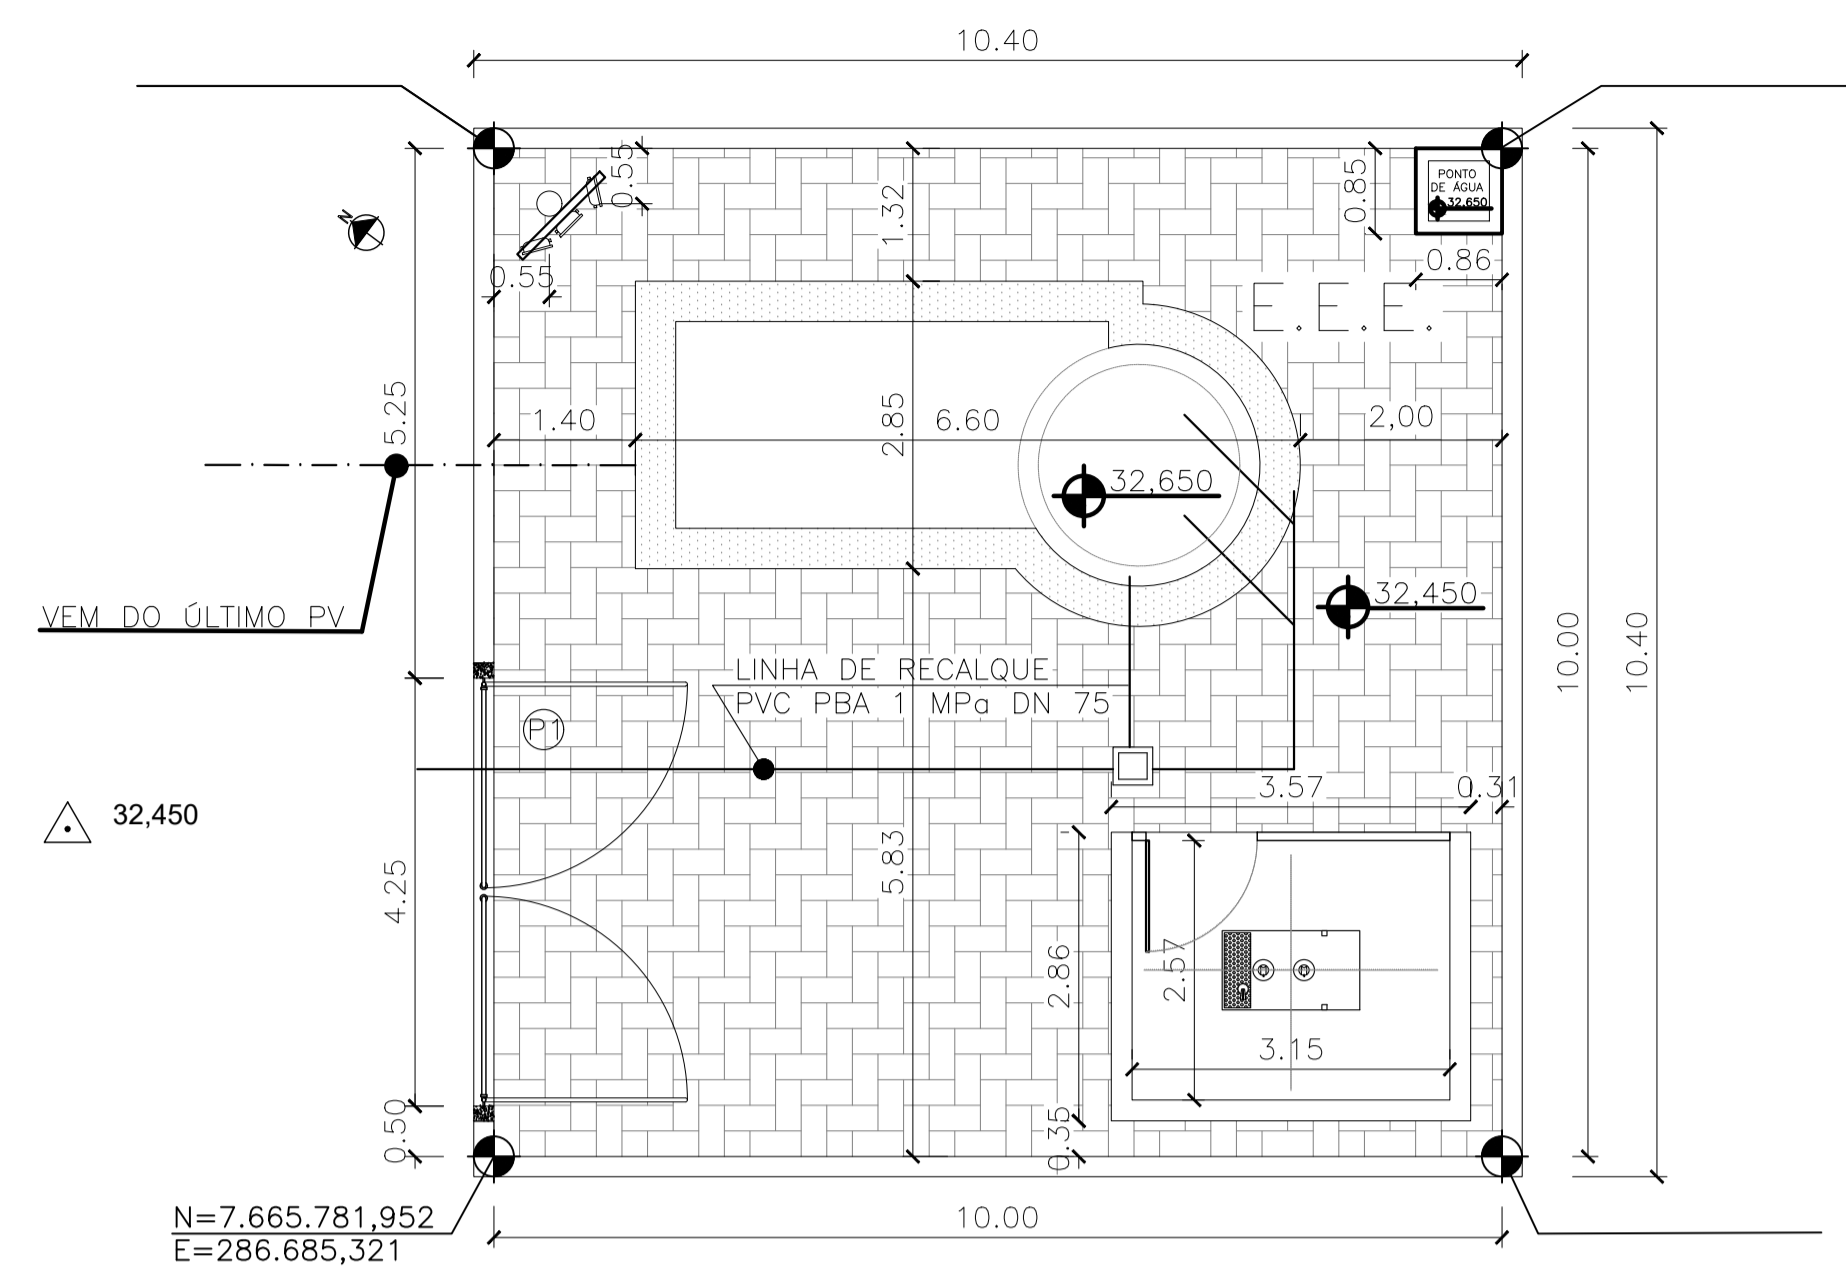 10.40
0.55
1.32
0.85
PONTO
DE ÁGUA
32,650
N
0.55
0.86
E.E.E.
5.25
1.40
2.85
6.60
2,00
32,650
32,450
VEM DO ÚLTIMO PV
10.00
10.40
LINHA DE RECALQUE
PVC PBA 1 MPa DN 75
P1
3.57
0.31
32,450
4.25
5.83
2.86
2.57
3.15
0.50
0.35
N=7.665.781,952
E=286.685,321
10.00